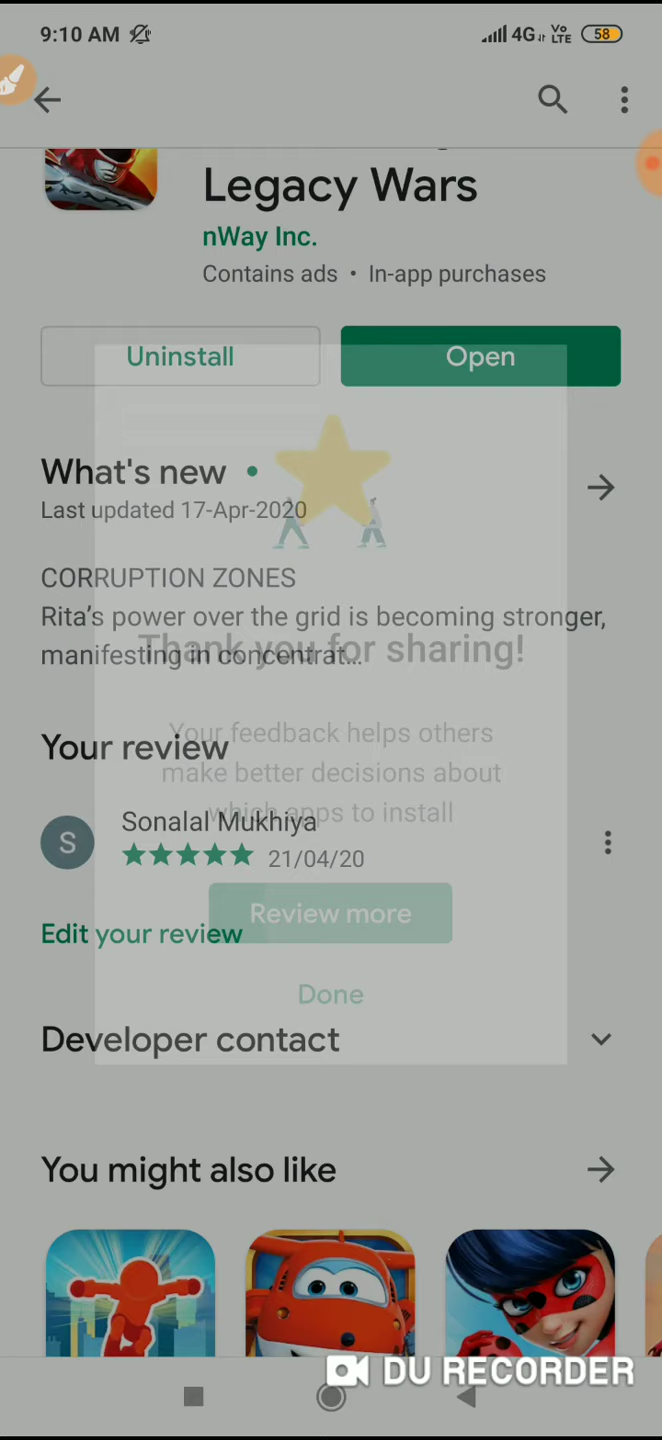 9:10 AM
4G Vo LTE 58
Legacy Wars
nWay Inc.
Contains ads • In-app purchases
Uninstall
Open
What's new •
Last updated 17-Apr-2020
CORRUPTION ZONES
Rita’s power over the grid is becoming stronger,
manifesting in concentrat...
Thank you for sharing!
Your feedback helps others
make better decisions about
which apps to install
Your review
S
Sonalal Mukhiya
21/04/20
Review more
Edit your review
Done
Developer contact
You might also like
DU RECORDER